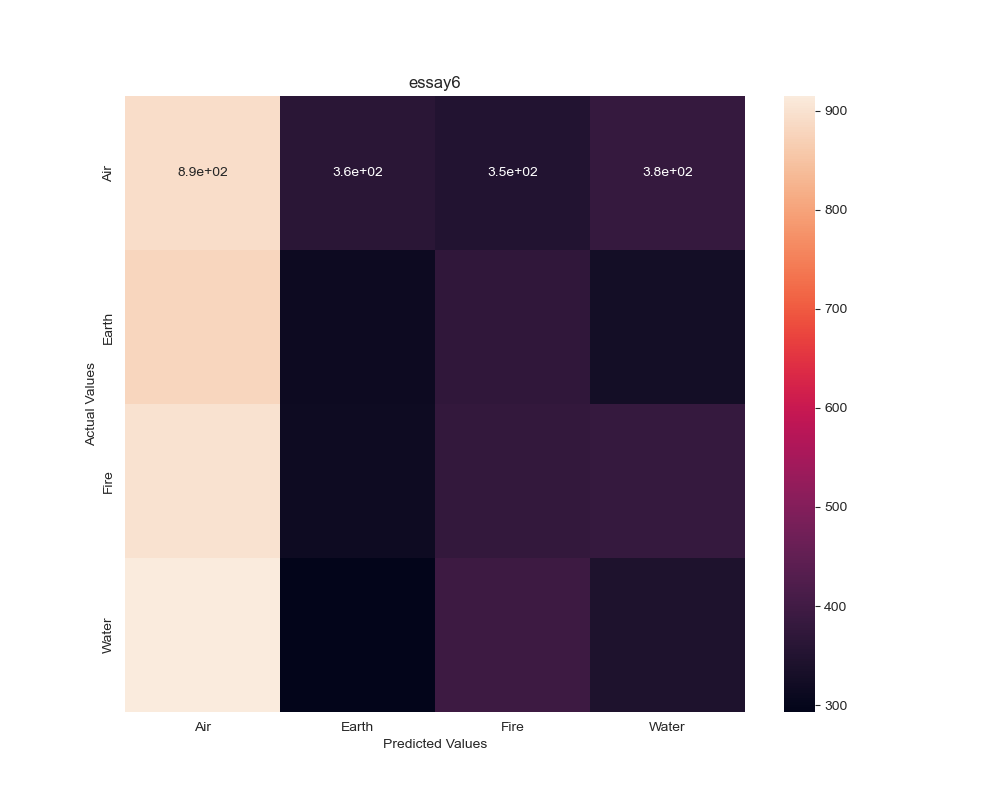 essay6
900
Air
8.9e+02
3.6e+02
3.5e+02
3.8e+02
800
Earth
700
Actual Values
600
Fire
500
400
Water
300
Air
Earth
Fire
Water
Predicted Values